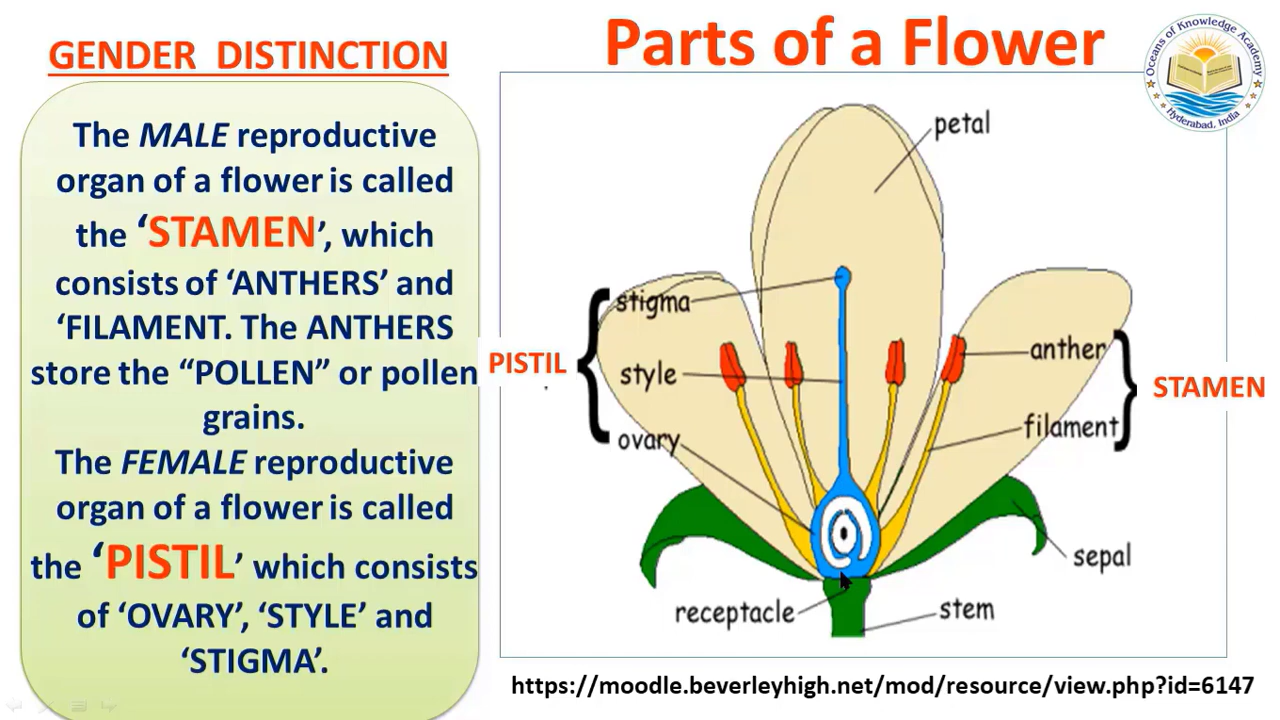 GENDER DISTINCTION
The MALE reproductive
organ of a flower is called
the ‘STAMEN’, which
consists of ‘ANTHERS’ and
‘FILAMENT. The ANTHERS
store the “POLLEN” or pollen
grains.
The FEMALE reproductive
organ of a flower is called
the ‘PISTIL’ which consists
of ‘OVARY’, ‘STYLE’ and
‘STIGMA’.
Parts of a Flower
Oceans of Knowledge Academy
Hyderabad, India
petal
stigma
PISTIL
style
ovary
anther
STAMEN
filament
sepal
receptacle
stem
https://moodle.beverleyhigh.net/mod/resource/view.php?id=6147